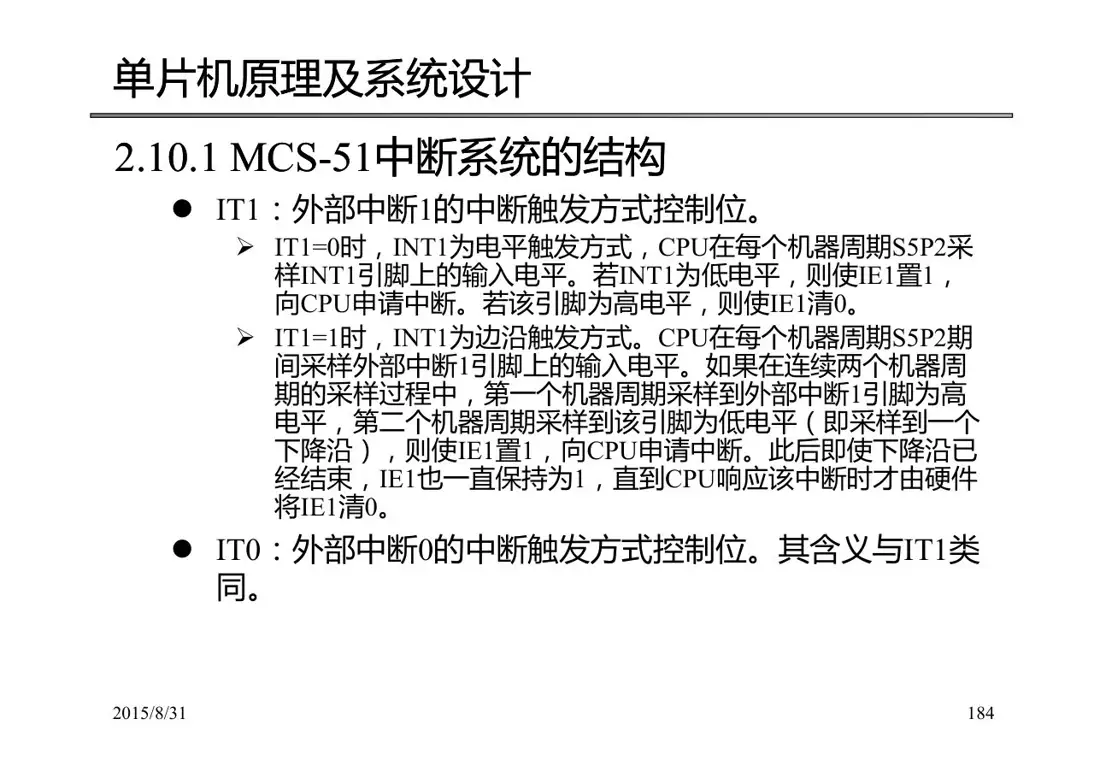 单片机原理及系统设计
2.10.1 MCS-51中断系统的结构
● IT1：外部中断1的中断触发方式控制位。
➢ IT1=0时，INT1为电平触发方式，CPU在每个机器周期S5P2采
样INT1引脚上的输入电平。若INT1为低电平，则使IE1置1，
向CPU申请中断。若该引脚为高电平，则使IE1清0。
➢ IT1=1时，INT1为边沿触发方式。CPU在每个机器周期S5P2期
间采样外部中断1引脚上的输入电平。如果在连续两个机器周
期的采样过程中，第一个机器周期采样到外部中断1引脚为高
电平，第二个机器周期采样到该引脚为低电平（即采样到一个
下降沿），则使IE1置1，向CPU申请中断。此后即使下降沿已
经结束，IE1也一直保持为1，直到CPU响应该中断时才由硬件
将IE1清0。
● IT0：外部中断0的中断触发方式控制位。其含义与IT1类
同。
2015/8/31
184